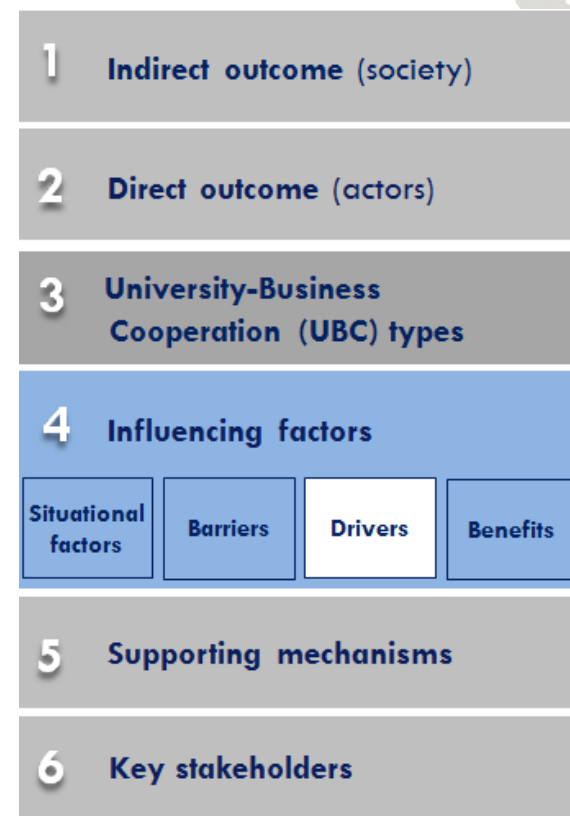 1 Indirect outcome (society)
2 Direct outcome (actors)
3 University-Business
Cooperation (UBC) types
4 Influencing factors
Situational
factors
Barriers
Drivers
Benefits
5 Supporting mechanisms
6 Key stakeholders